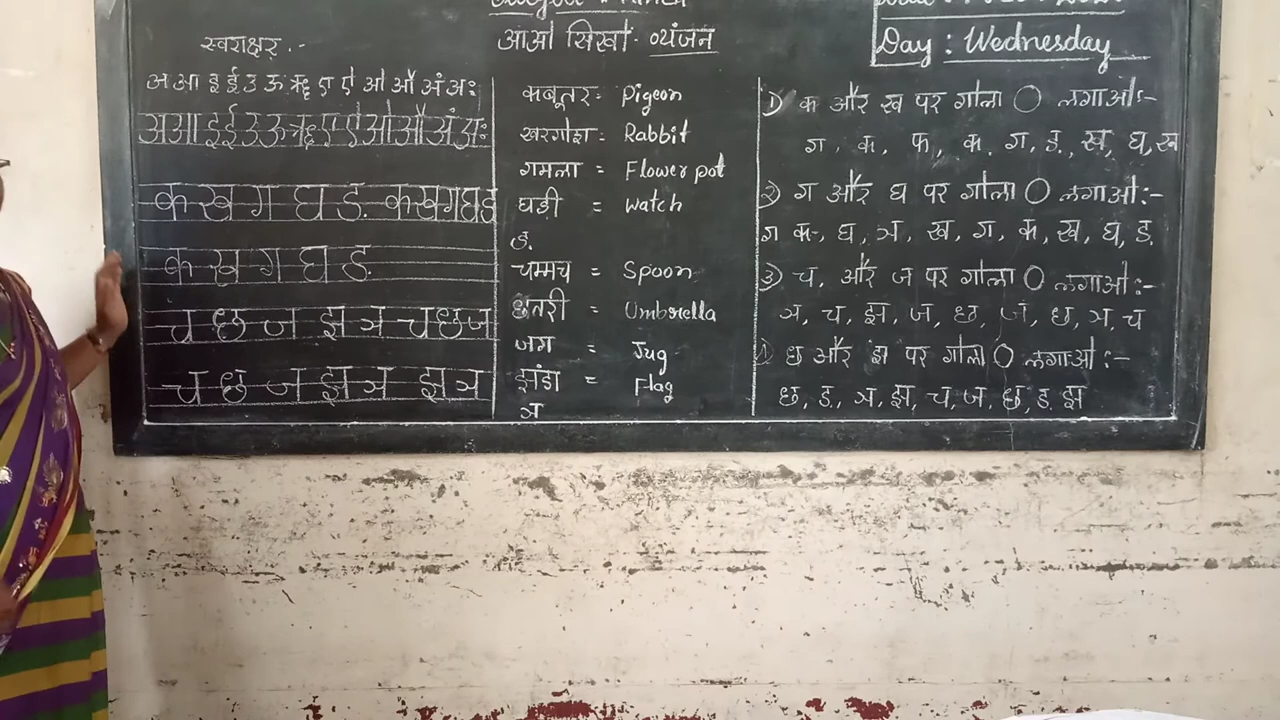 स्वराक्षर :-
अ आ इ ई उ ऊ ऋ ए ऐ ओ औ अं अः
अ आ इ ई उ ऊ ऋ ए ऐ ओ औ अं अः
क ख ग घ ङ क ख ग घ ङ
क ख ग घ ङ
च छ ज झ ञ च छ ज
च छ ज झ ञ झ ञ
आओ सिखो व्यंजन
कबूतर = Pigeon
खरगोश = Rabbit
गमला = Flower pot
घड़ी = Watch
ङ
चम्मच = Spoon
छतरी = Umbrella
जग = Jug
झंडा = Flag
ञ
Day : Wednesday
1) क और ख पर गोला ○ लगाओ:-
ग, क, फ, क, ग, ङ, ख, घ, ख
2) ग और घ पर गोला ○ लगाओ:-
ग क, घ, ञ, ख, ग, क, ख, घ, ङ
3) च, और ज पर गोला ○ लगाओ:-
ञ, च, झ, ज, छ, ज, छ, ञ, च
4) छ और झ पर गोला ○ लगाओ:-
छ, ङ, ञ, झ, च, ज, छ, ङ, झ